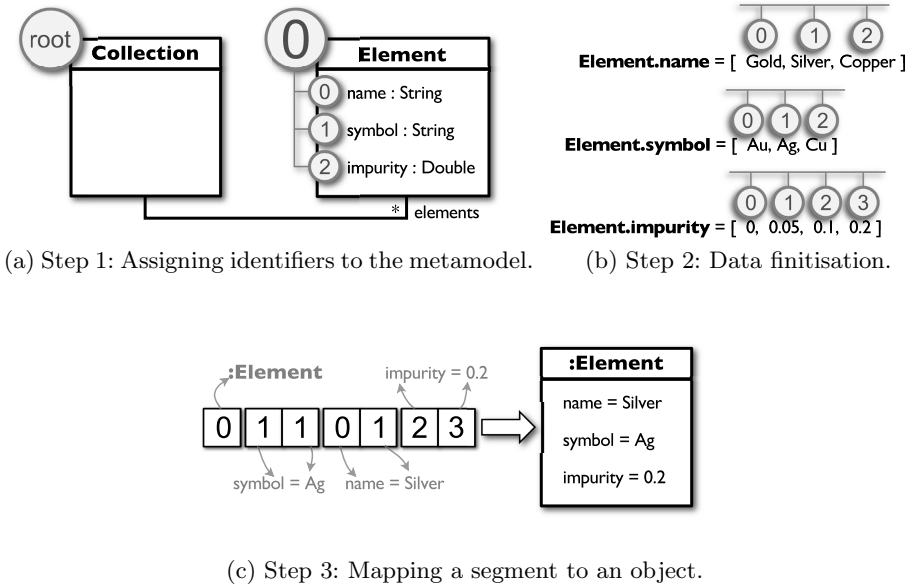 root
Collection
0
Element
0 name : String
1 symbol : String
2 impurity : Double
* elements
(a) Step 1: Assigning identifiers to the metamodel.
0 1 2
Element.name = [ Gold, Silver, Copper ]
0 1 2
Element.symbol = [ Au, Ag, Cu ]
0 1 2 3
Element.impurity = [ 0, 0.05, 0.1, 0.2 ]
(b) Step 2: Data finitisation.
:Element
impurity = 0.2
0 1 1 0 1 2 3
symbol = Ag
name = Silver
:Element
name = Silver
symbol = Ag
impurity = 0.2
(c) Step 3: Mapping a segment to an object.